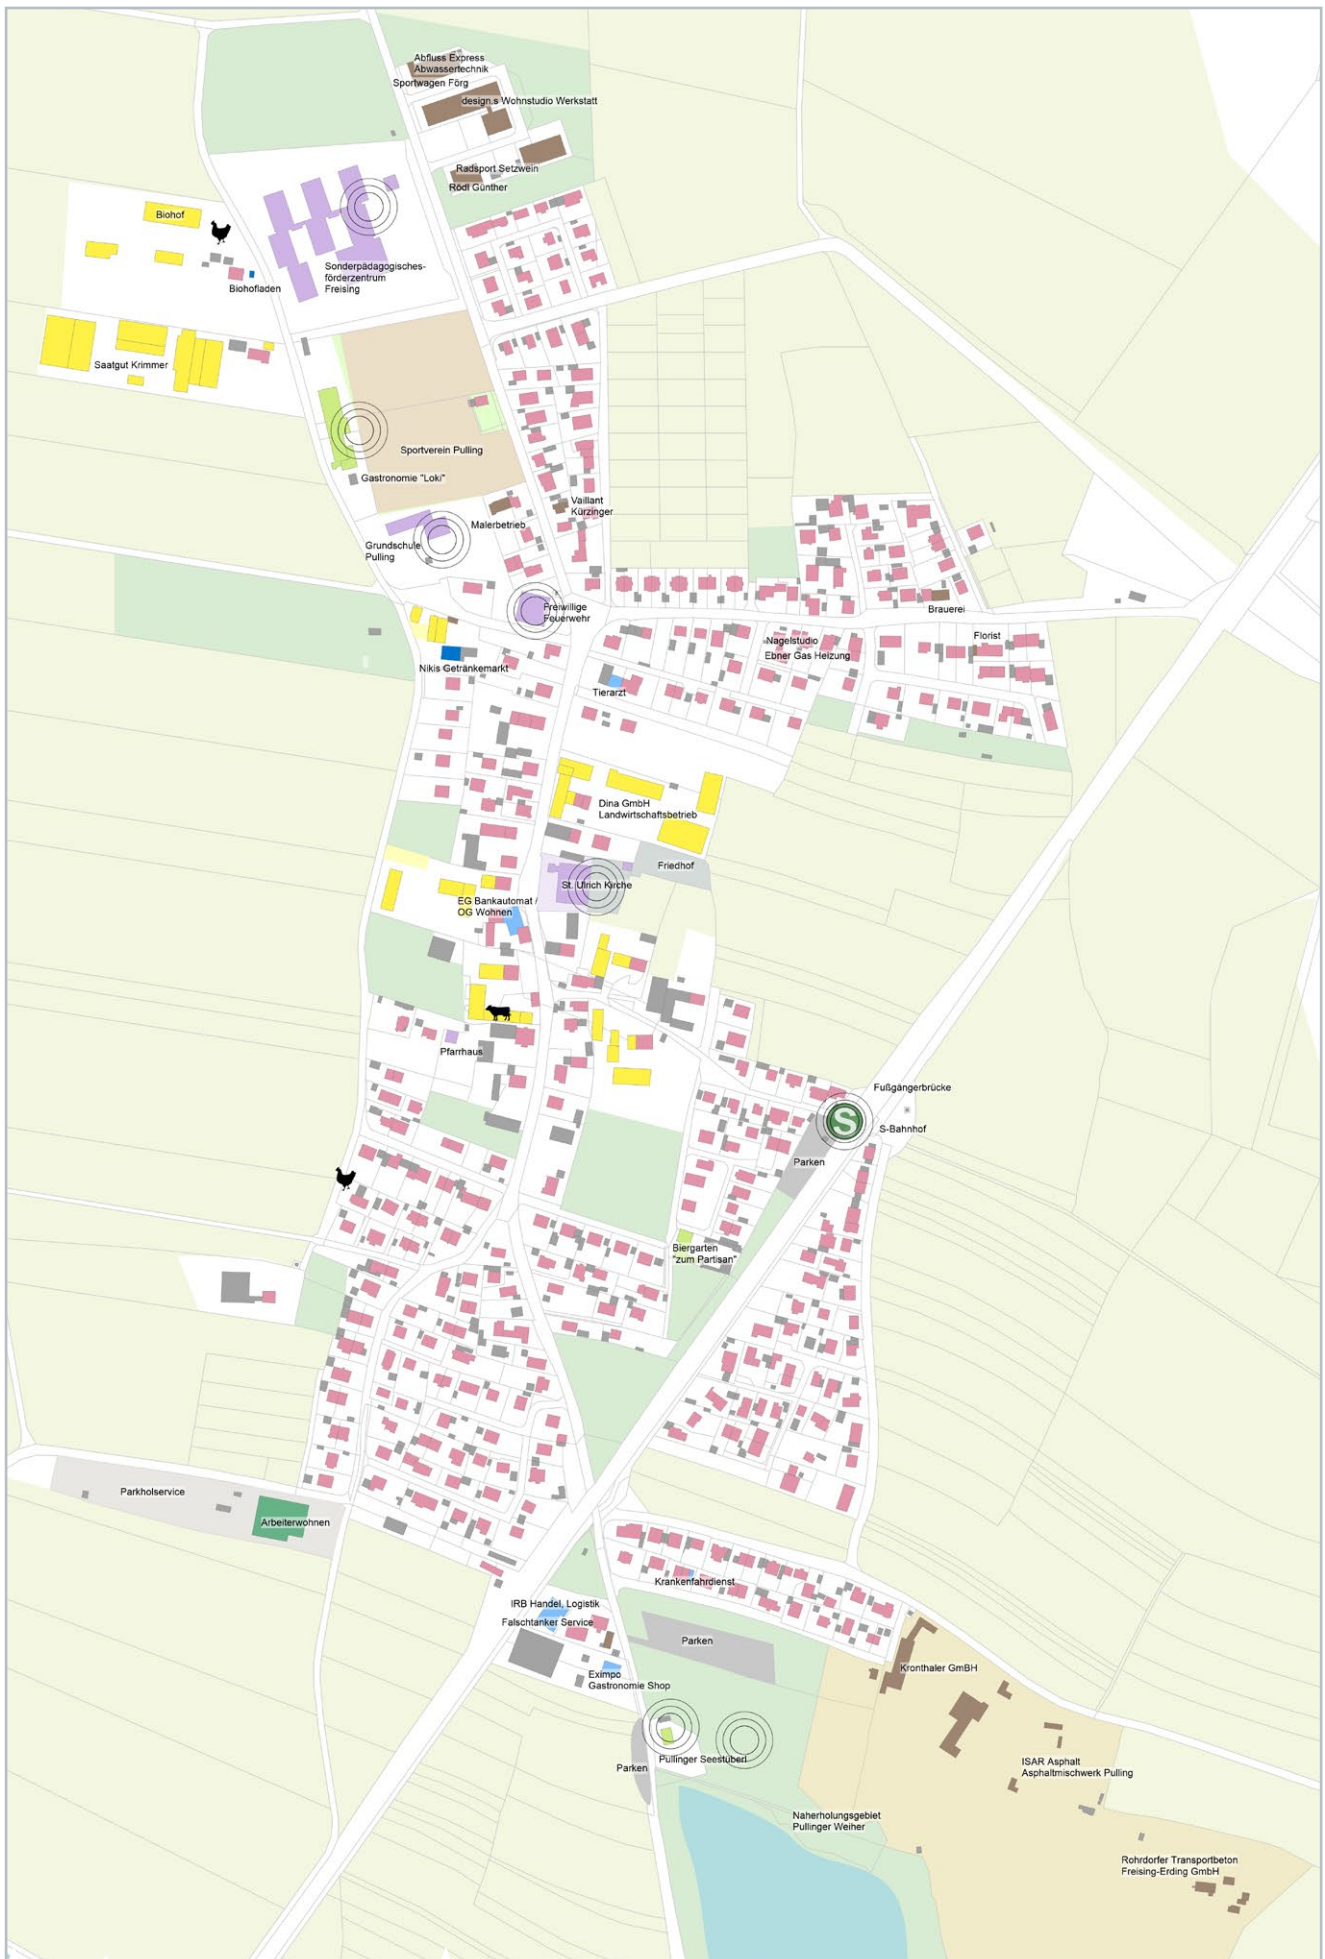 Abfluss Express
Abwassertechnik
Sportwagen Förg
design.s Wohnstudio Werkstatt
Radsport Setzwein
Rödl Günther
Biohof
Sonderpädagogisches-
förderzentrum
Freising
Biohofladen
Saatgut Krimmer
Sportverein Pulling
Gastronomie "Loki"
Vaillant
Kürzinger
Malerbetrieb
Grundschule
Pulling
Freiwillige
Feuerwehr
Brauerei
Nagelstudio
Florist
Ebner Gas Heizung
Nikis Getränkemarkt
Tierarzt
Dina GmbH
Landwirtschaftsbetrieb
Friedhof
St. Ulrich Kirche
EG Bankautomat /
OG Wohnen
Pfarrhaus
Fußgängerbrücke
S
S-Bahnhof
Parken
Biergarten
"zum Partisan"
Parkholservice
Arbeiterwohnen
Krankenfahrdienst
IRB Handel, Logistik
Falschtanker Service
Parken
Kronthaler GmBH
Eximpo
Gastronomie Shop
Pullinger Seestüberl
Parken
ISAR Asphalt
Asphaltmischwerk Pulling
Naherholungsgebiet
Pullinger Weiher
Rohrdorfer Transportbeton
Freising-Erding GmbH